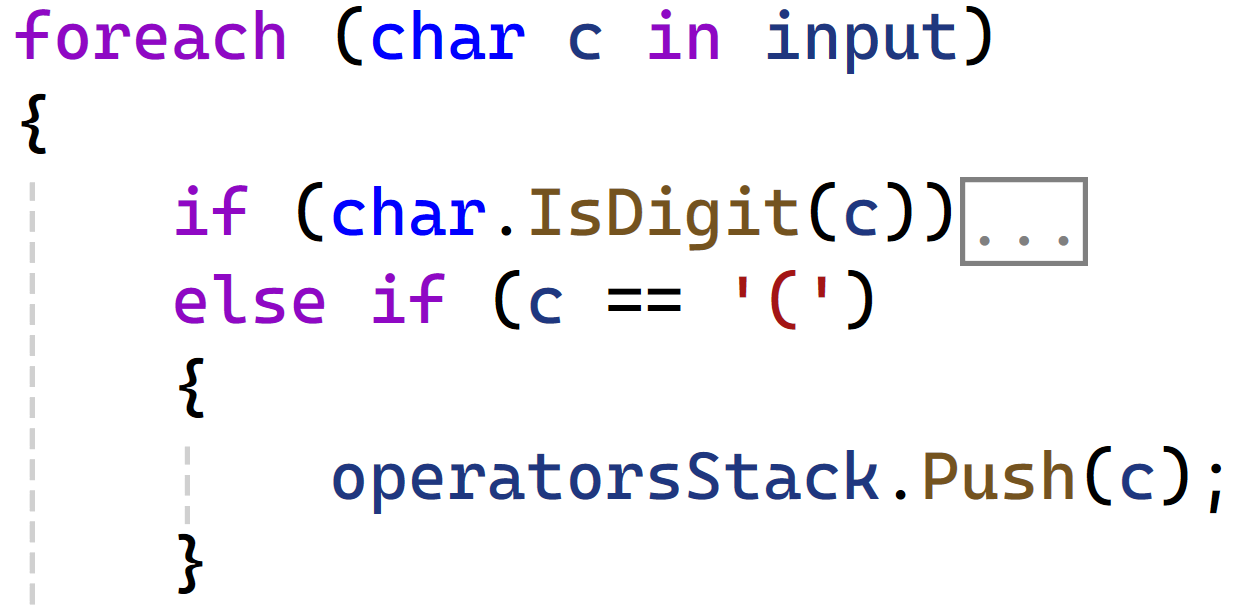 foreach (char c in input)
{
if (char.IsDigit(c))...
else if (c == '(')
{
operatorsStack.Push(c);
}